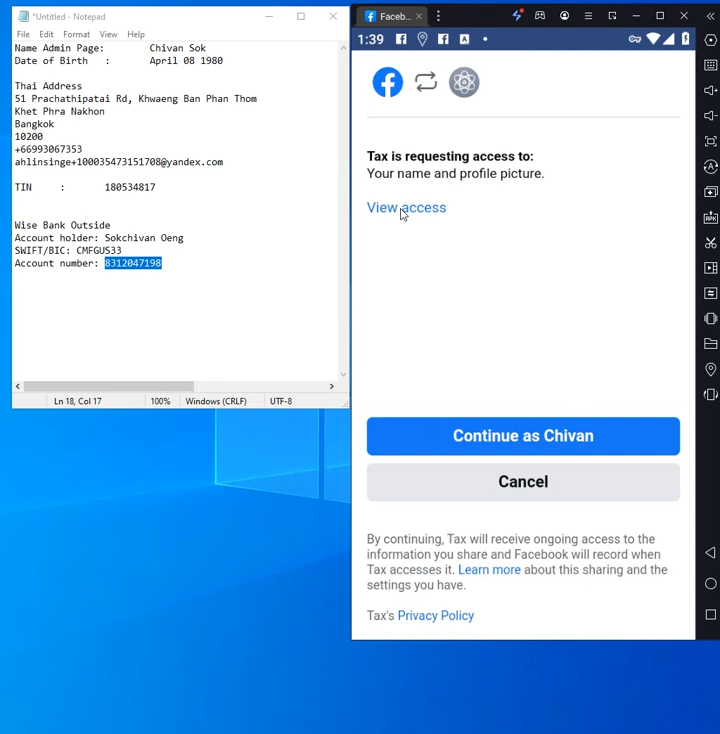 *Untitled - Notepad
File Edit Format View Help
Name Admin Page: Chivan Sok
Date of Birth : April 08 1980
Thai Address
51 Prachathipatai Rd, Khwaeng Ban Phan Thom
Khet Phra Nakhon
Bangkok
10200
+66993067353
ahlinsinge+100035473151708@yandex.com
TIN : 180534817
Wise Bank Outside
Account holder: Sokchivan Oeng
SWIFT/BIC: CMFGUS33
Account number: 8312047198
Ln 18, Col 17 100% Windows (CRLF) UTF-8
Faceb...
1:39
Tax is requesting access to:
Your name and profile picture.
View access
Continue as Chivan
Cancel
By continuing, Tax will receive ongoing access to the
information you share and Facebook will record when
Tax accesses it. Learn more about this sharing and the
settings you have.
Tax's Privacy Policy